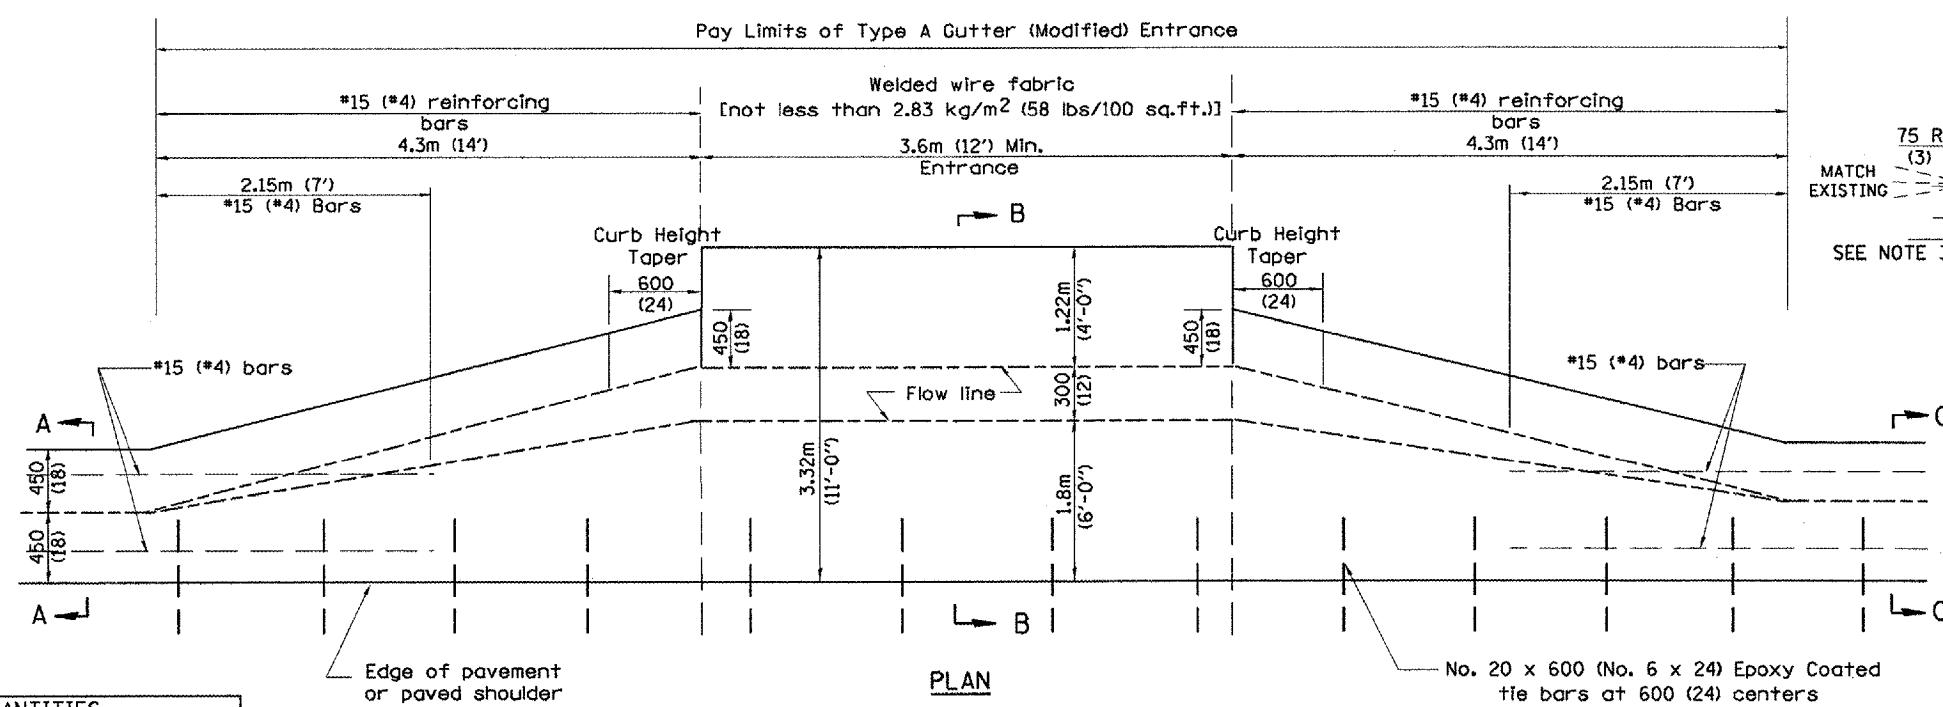 Pay Limits of Type A Gutter (Modified) Entrance
Welded wire fabric
[not less than 2.83 kg/m² (58 lbs/100 sq.ft.)]
#15 (#4) reinforcing
bars
4.3m (14')
3.6m (12') Min.
Entrance
#15 (#4) reinforcing
bars
4.3m (14')
2.15m (7')
#15 (#4) Bars
2.15m (7')
#15 (#4) Bars
75 R
(3)
MATCH
EXISTING
SEE NOTE 3
B
Curb Height
Taper
600
(24)
Curb Height
Taper
600
(24)
450
(18)
1.22m
(4'-0")
450
(18)
#15 (#4) bars
#15 (#4) bars
Flow line
300
(12)
A
C
450
(18)
3.32m
(11'-0")
1.8m
(6'-0")
450
(18)
A
B
C
Edge of pavement
or paved shoulder
PLAN
No. 20 x 600 (No. 6 x 24) Epoxy Coated
tie bars at 600 (24) centers
ANTITIES